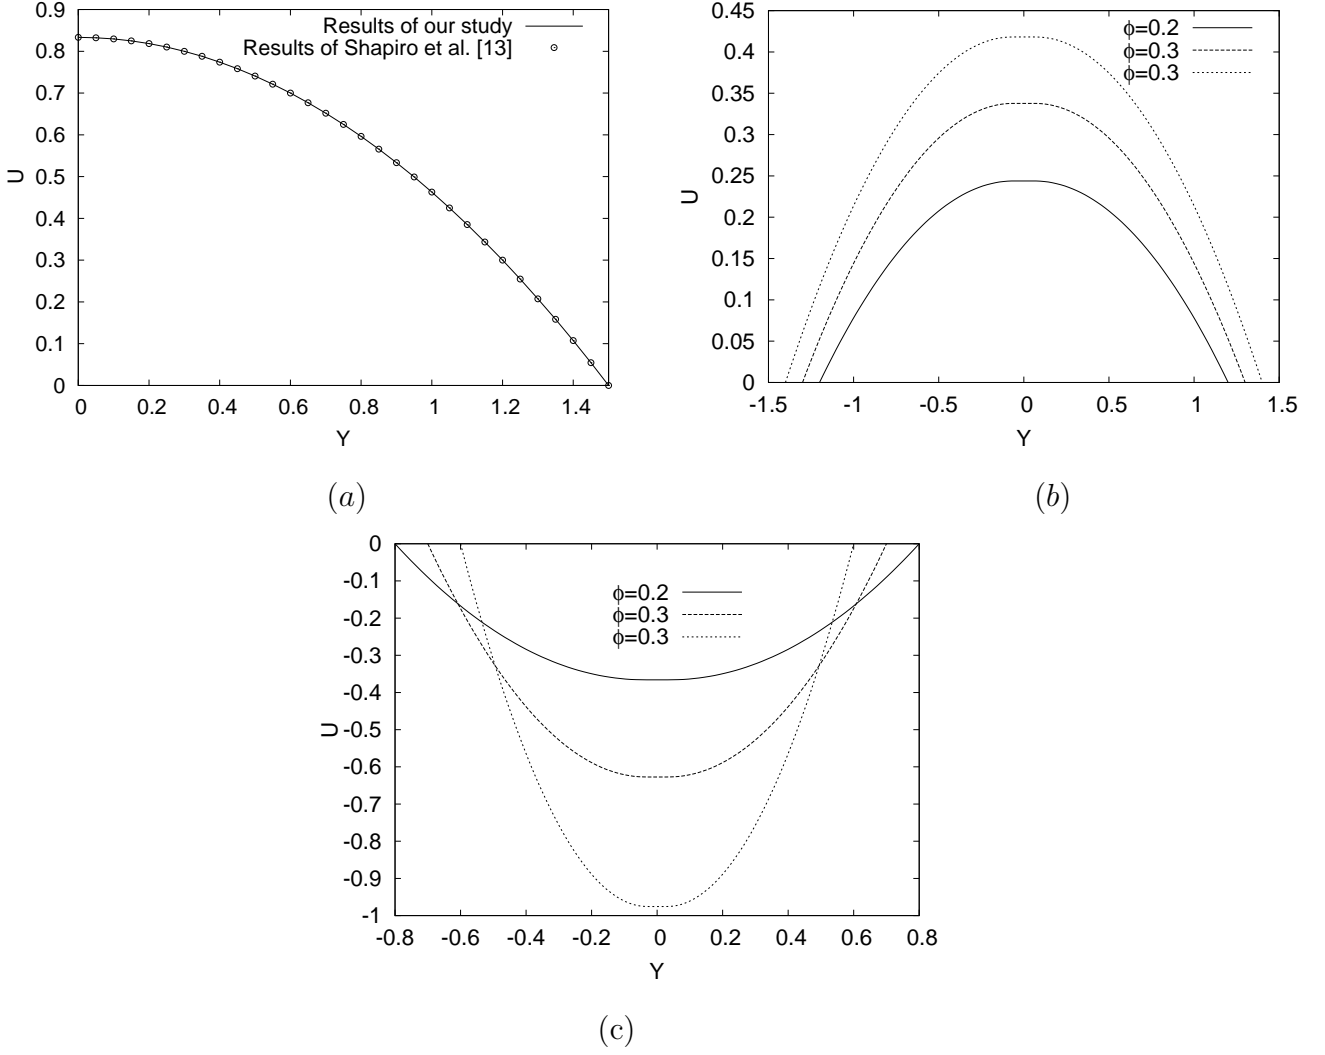 Results of our study
Results of Shapiro et al. [13]
0.9
0.8
0.7
0.6
0.5
0.4
0.3
0.2
0.1
0
U
0 0.2 0.4 0.6 0.8 1 1.2 1.4
Y
(a)
ϕ=0.2
ϕ=0.3
ϕ=0.3
0.45
0.4
0.35
0.3
0.25
0.2
0.15
0.1
0.05
0
U
-1.5 -1 -0.5 0 0.5 1 1.5
Y
(b)
ϕ=0.2
ϕ=0.3
ϕ=0.3
0
-0.1
-0.2
-0.3
-0.4
-0.5
-0.6
-0.7
-0.8
-0.9
-1
U
-0.8 -0.6 -0.4 -0.2 0 0.2 0.4 0.6 0.8
Y
(c)